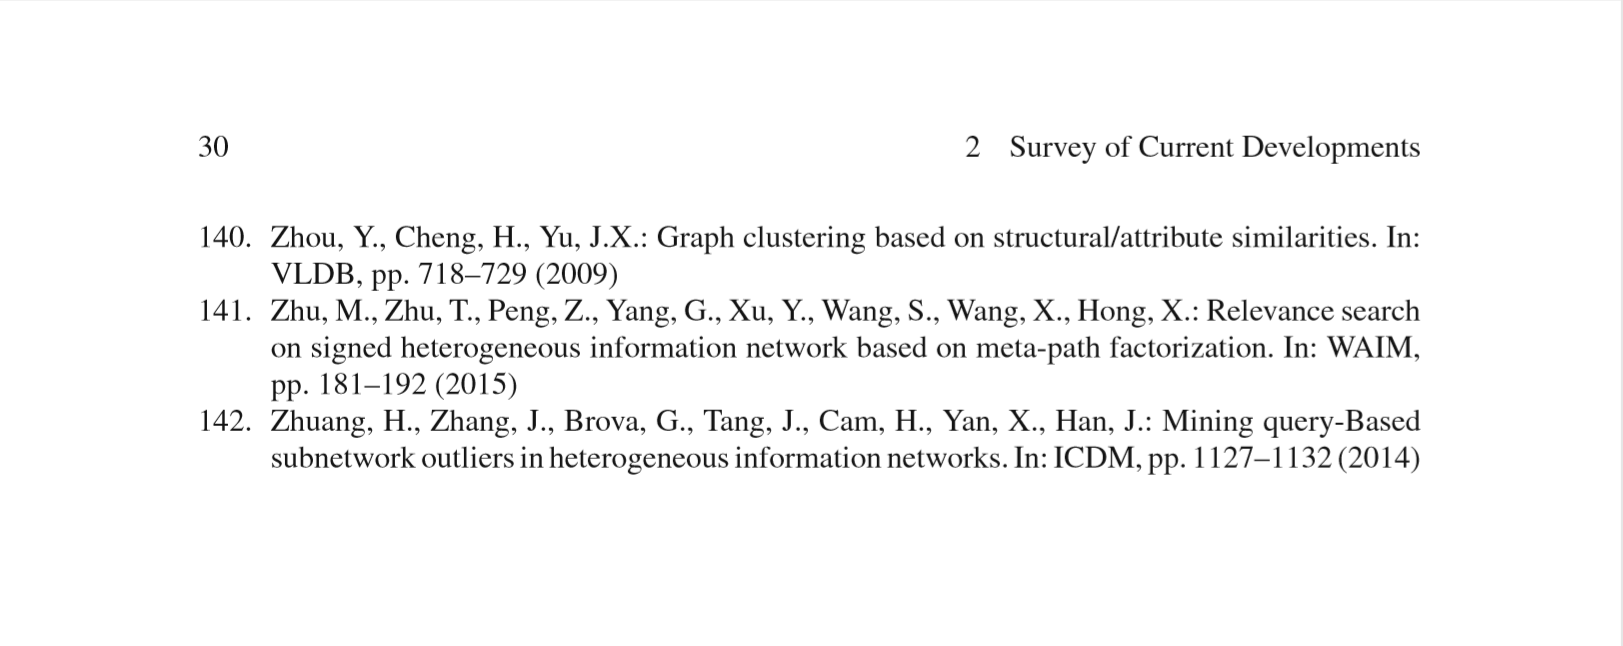 30 2 Survey of Current Developments
140. Zhou, Y., Cheng, H., Yu, J.X.: Graph clustering based on structural/attribute similarities. In:
VLDB, pp. 718–729 (2009)
141. Zhu, M., Zhu, T., Peng, Z., Yang, G., Xu, Y., Wang, S., Wang, X., Hong, X.: Relevance search
on signed heterogeneous information network based on meta-path factorization. In: WAIM,
pp. 181–192 (2015)
142. Zhuang, H., Zhang, J., Brova, G., Tang, J., Cam, H., Yan, X., Han, J.: Mining query-Based
subnetwork outliers in heterogeneous information networks. In: ICDM, pp. 1127–1132 (2014)